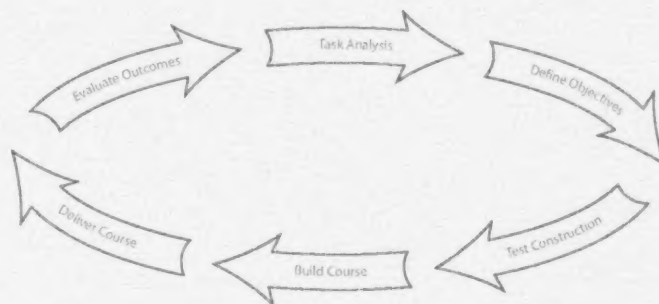 Task Analysis
Define Objectives
Test Construction
Build Course
Deliver Course
Evaluate Outcomes